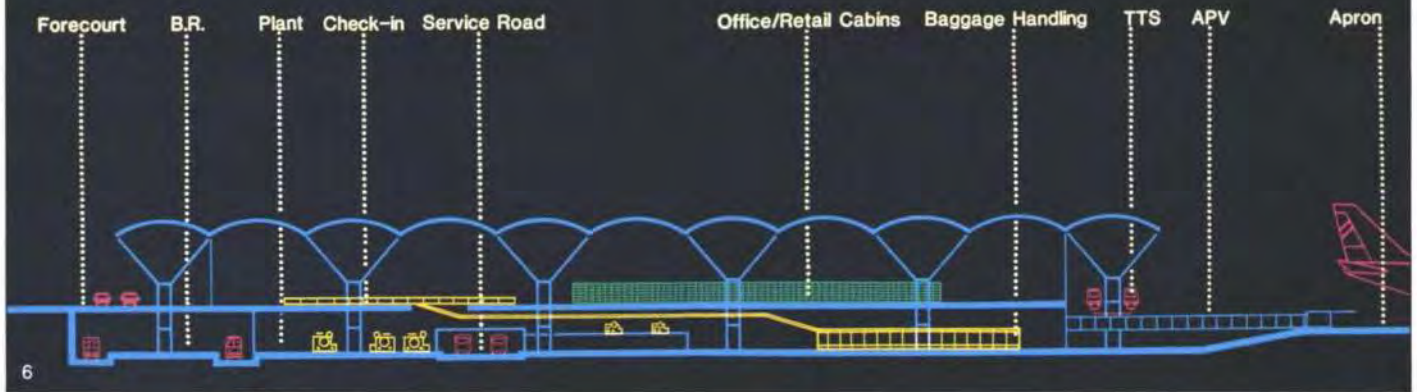 Forecourt B.R. Plant Check-in Service Road Office/Retail Cabins Baggage Handling TTS APV Apron
6